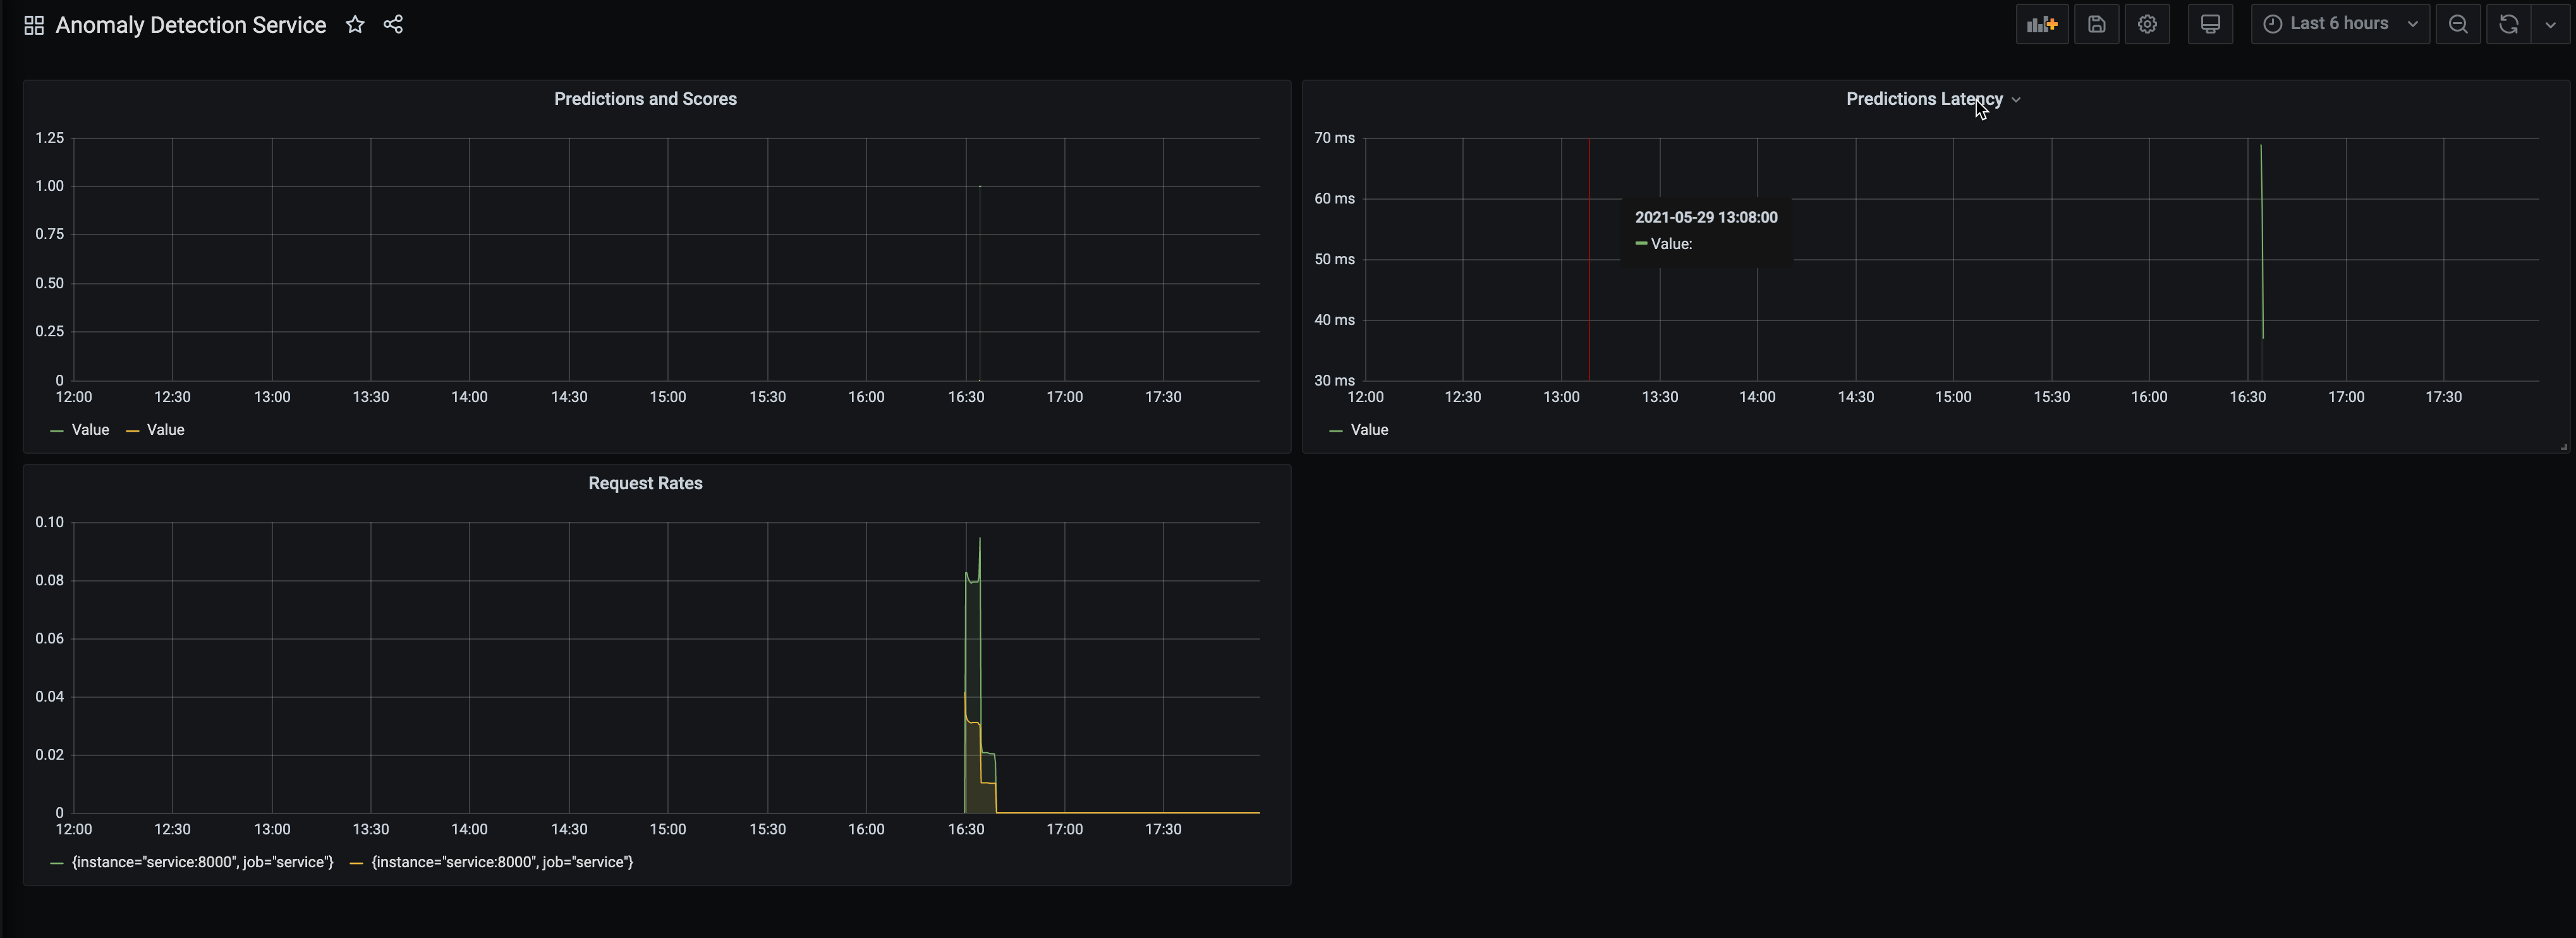 Anomaly Detection Service
Last 6 hours
Predictions and Scores
1.25
1.00
0.75
0.50
0.25
0
12:00 12:30 13:00 13:30 14:00 14:30 15:00 15:30 16:00 16:30 17:00 17:30
Value Value
Predictions Latency
70 ms
60 ms
50 ms
40 ms
30 ms
2021-05-29 13:08:00
Value:
12:00 12:30 13:00 13:30 14:00 14:30 15:00 15:30 16:00 16:30 17:00 17:30
Value
Request Rates
0.10
0.08
0.06
0.04
0.02
0
12:00 12:30 13:00 13:30 14:00 14:30 15:00 15:30 16:00 16:30 17:00 17:30
{instance="service:8000", job="service"} {instance="service:8000", job="service"}